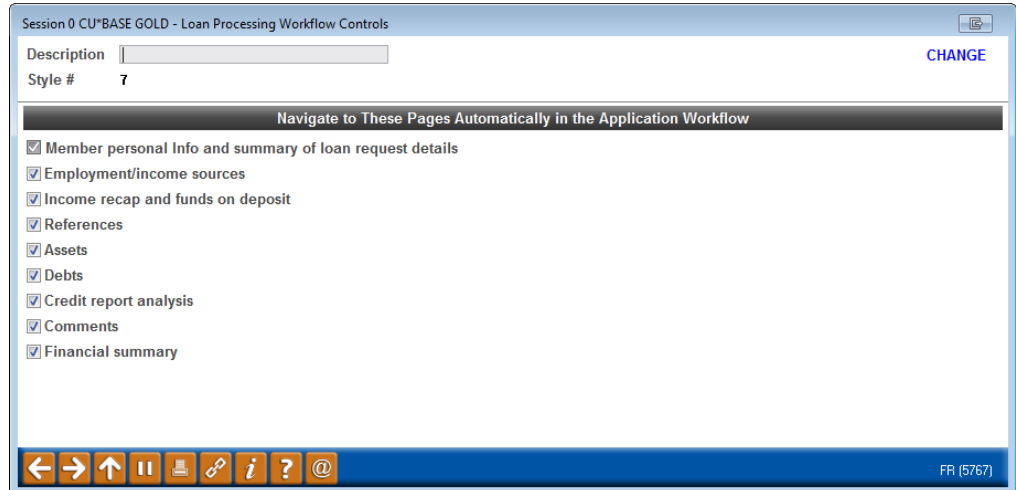 Session 0 CU*BASE GOLD - Loan Processing Workflow Controls
Description CHANGE
Style # 7
Navigate to These Pages Automatically in the Application Workflow
Member personal Info and summary of loan request details
Employment/income sources
Income recap and funds on deposit
References
Assets
Debts
Credit report analysis
Comments
Financial summary
i ? @ FR (5767)